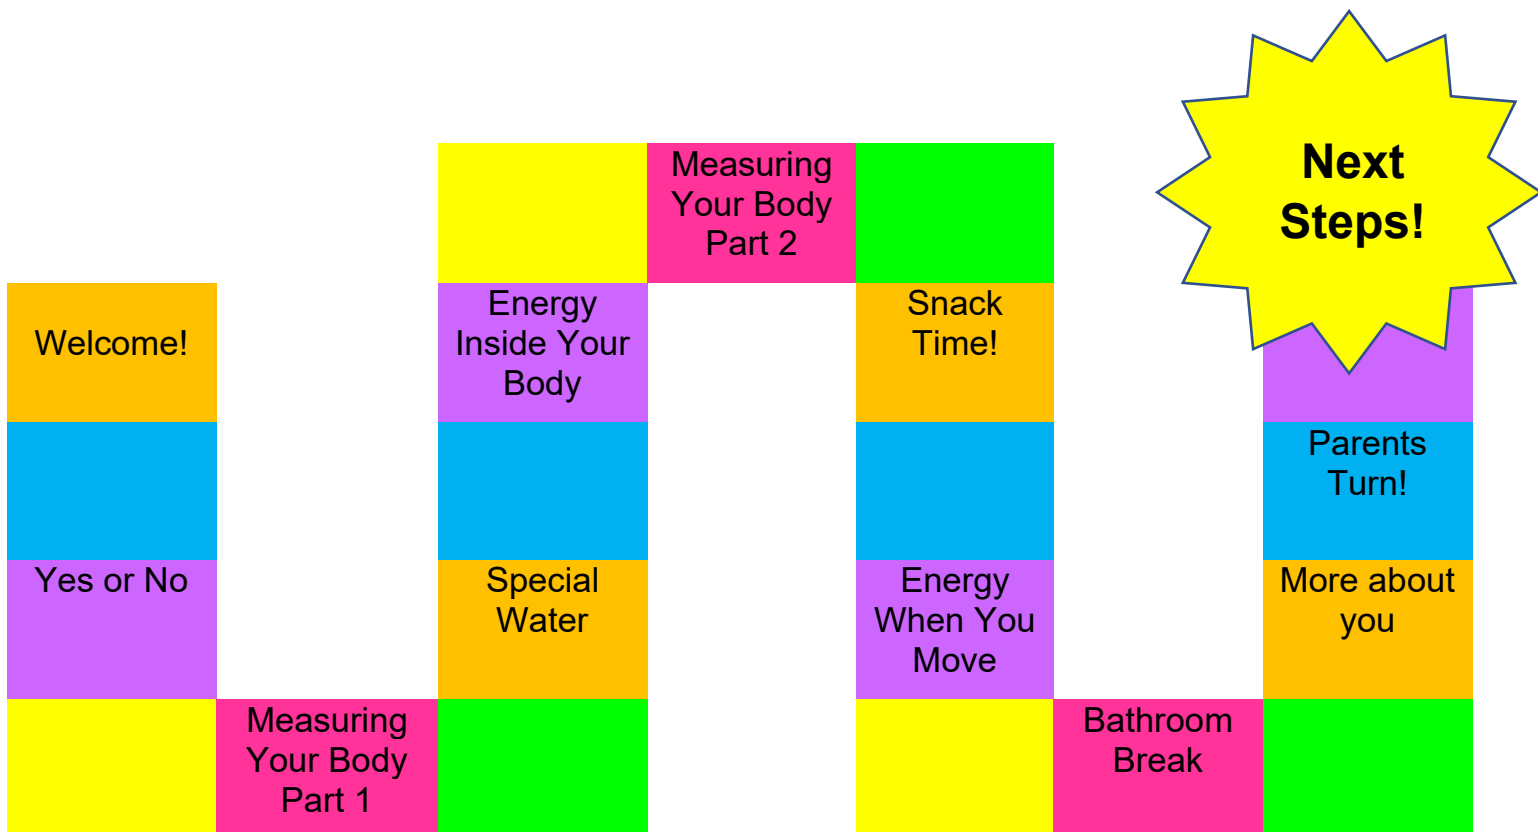 Welcome!
Yes or No
Measuring
Your Body
Part 1
Special
Water
Energy
Inside Your
Body
Measuring
Your Body
Part 2
Snack
Time!
Energy
When You
Move
Bathroom
Break
More about
you
Parents
Turn!
Next
Steps!